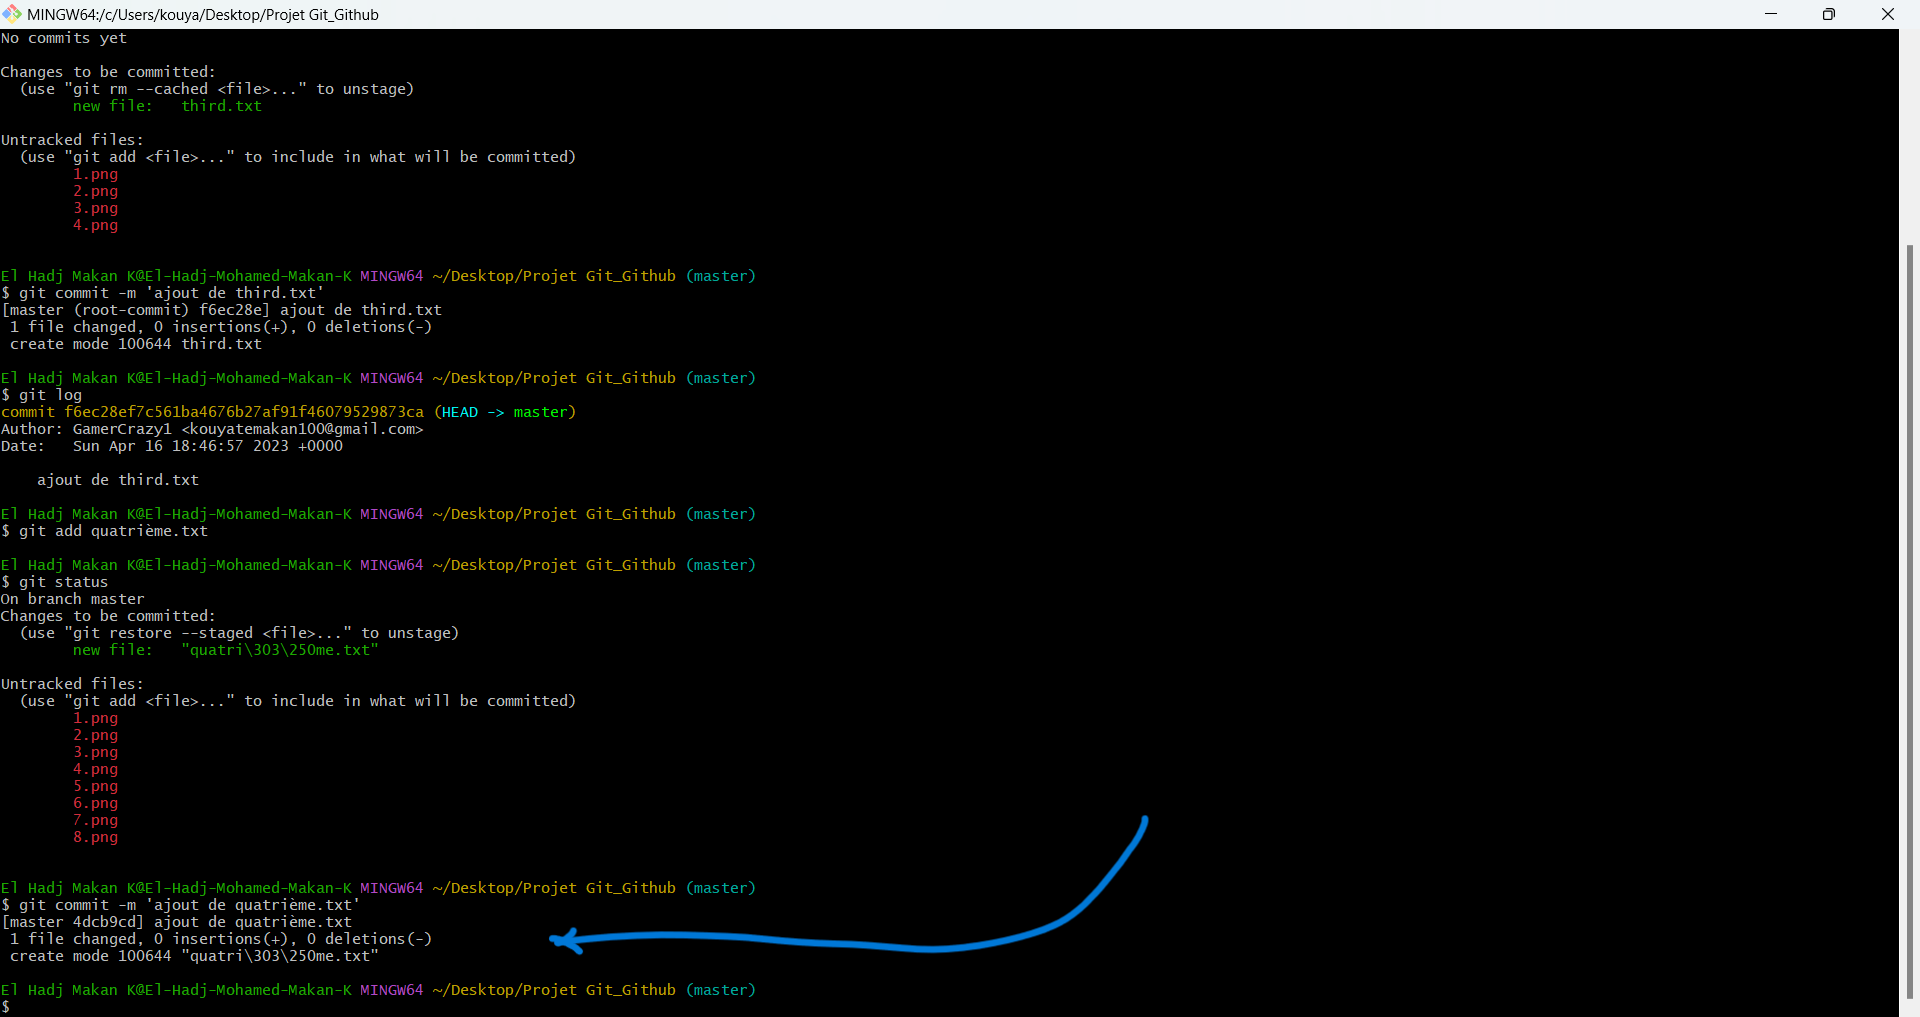 MINGW64:/c/Users/kouya/Desktop/Projet Git_Github
No commits yet
Changes to be committed:
  (use "git rm --cached <file>..." to unstage)
        new file:   third.txt
Untracked files:
  (use "git add <file>..." to include in what will be committed)
        1.png
        2.png
        3.png
        4.png
El Hadj Makan K@El-Hadj-Mohamed-Makan-K MINGW64 ~/Desktop/Projet Git_Github (master)
$ git commit -m 'ajout de third.txt'
[master (root-commit) f6ec28e] ajout de third.txt
 1 file changed, 0 insertions(+), 0 deletions(-)
 create mode 100644 third.txt
El Hadj Makan K@El-Hadj-Mohamed-Makan-K MINGW64 ~/Desktop/Projet Git_Github (master)
$ git log
commit f6ec28ef7c561ba4676b27af91f46079529873ca (HEAD -> master)
Author: GamerCrazy1 <kouyatemakan100@gmail.com>
Date:   Sun Apr 16 18:46:57 2023 +0000
    ajout de third.txt
El Hadj Makan K@El-Hadj-Mohamed-Makan-K MINGW64 ~/Desktop/Projet Git_Github (master)
$ git add quatrième.txt
El Hadj Makan K@El-Hadj-Mohamed-Makan-K MINGW64 ~/Desktop/Projet Git_Github (master)
$ git status
On branch master
Changes to be committed:
  (use "git restore --staged <file>..." to unstage)
        new file:   "quatri\303\250me.txt"
Untracked files:
  (use "git add <file>..." to include in what will be committed)
        1.png
        2.png
        3.png
        4.png
        5.png
        6.png
        7.png
        8.png
El Hadj Makan K@El-Hadj-Mohamed-Makan-K MINGW64 ~/Desktop/Projet Git_Github (master)
$ git commit -m 'ajout de quatrième.txt'
[master 4dcb9cd] ajout de quatrième.txt
 1 file changed, 0 insertions(+), 0 deletions(-)
 create mode 100644 "quatri\303\250me.txt"
El Hadj Makan K@El-Hadj-Mohamed-Makan-K MINGW64 ~/Desktop/Projet Git_Github (master)
$